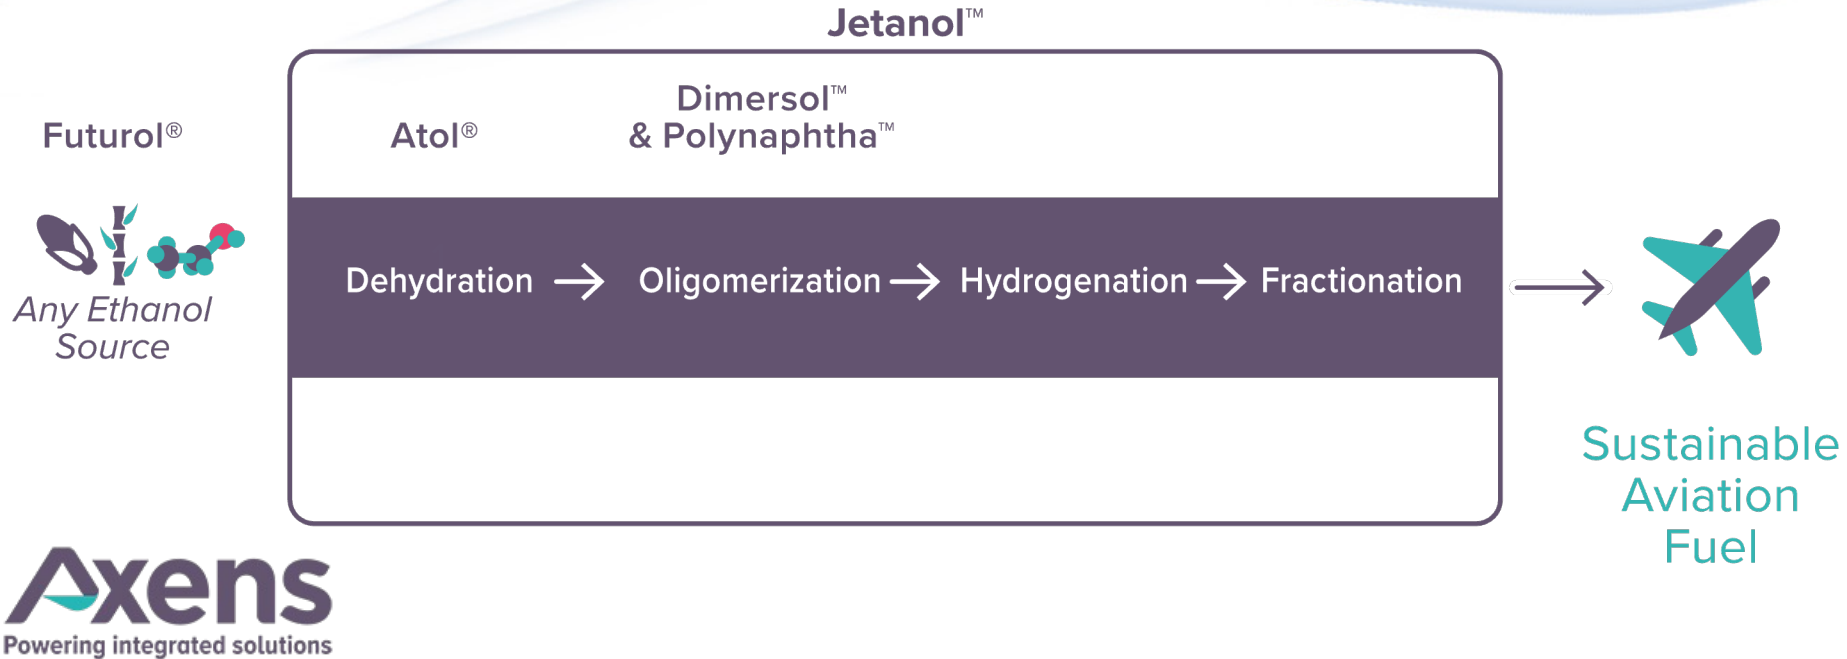 Jetanol™
Futurol®
Atol®
Dimersol™
& Polynaphtha™
Any Ethanol
Source
Dehydration → Oligomerization → Hydrogenation → Fractionation
Sustainable
Aviation
Fuel
Axens
Powering integrated solutions